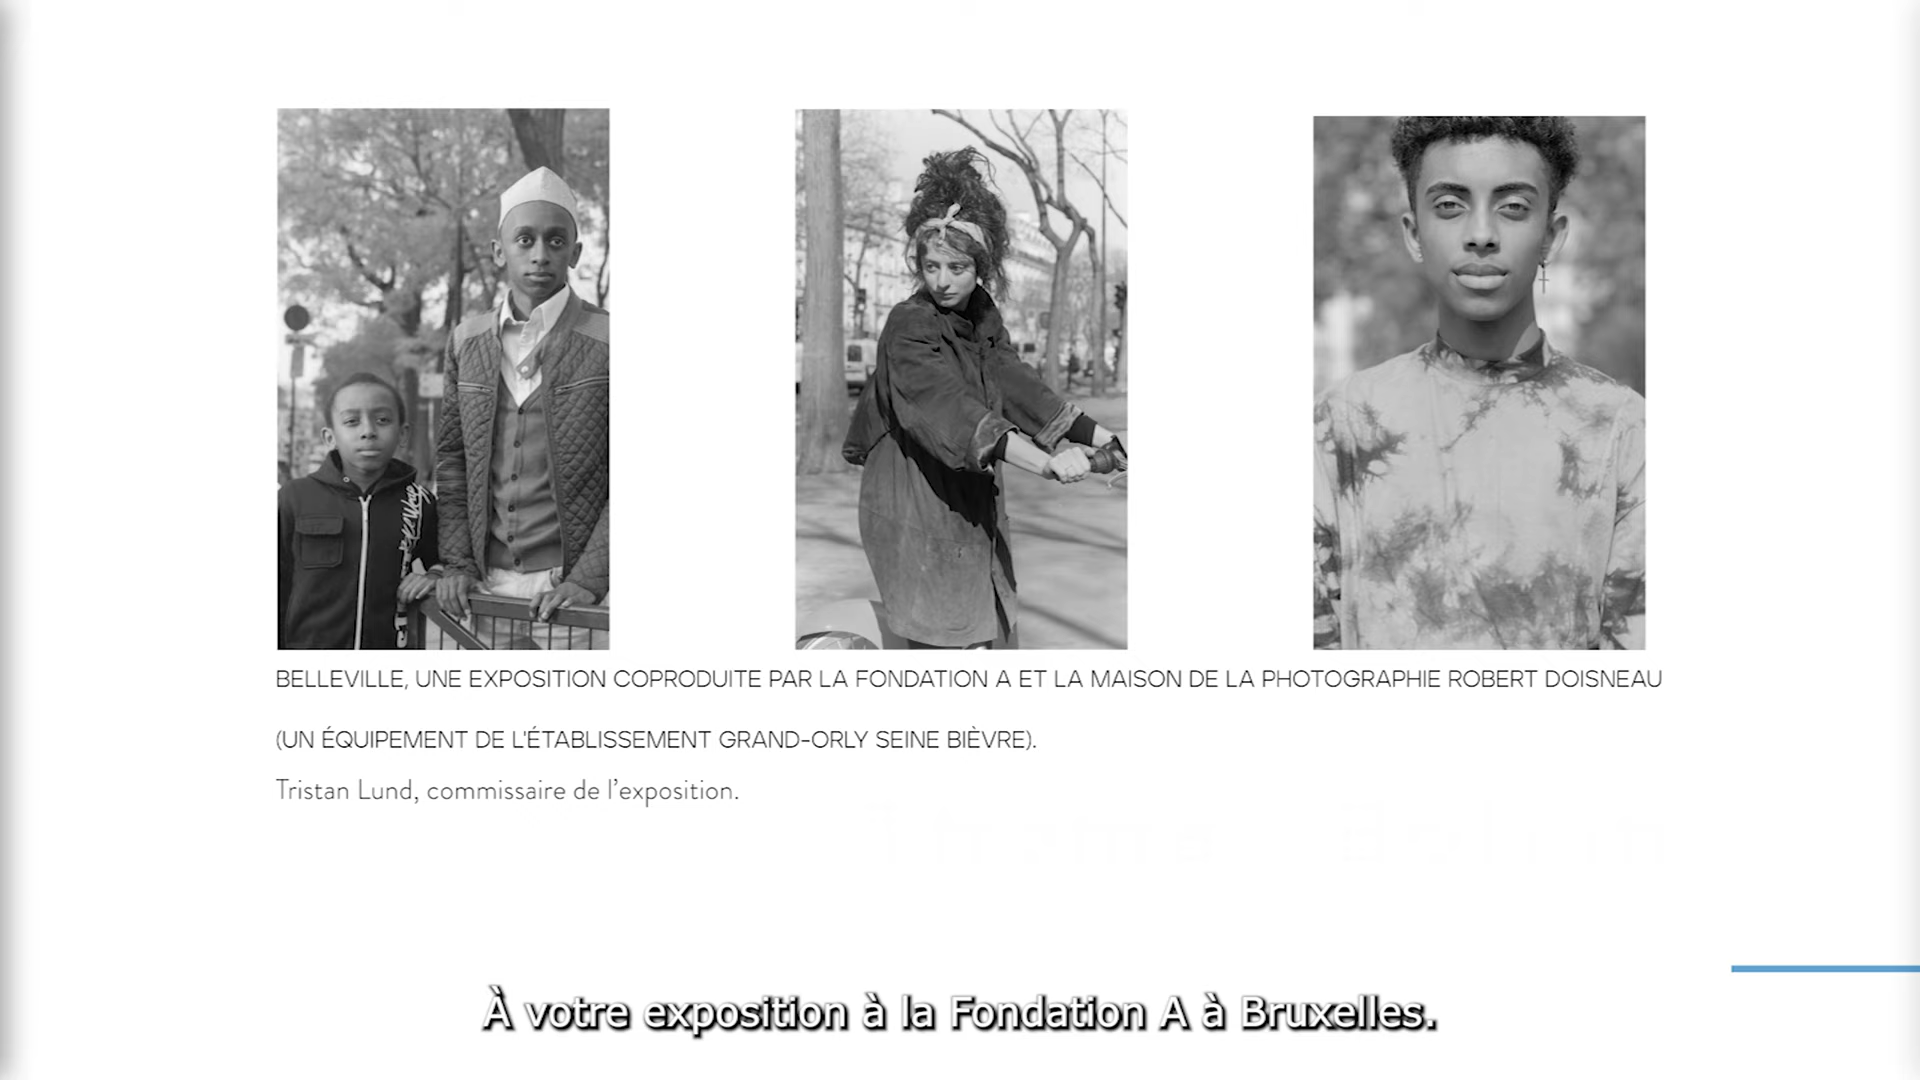 BELLEVILLE, UNE EXPOSITION COPRODUITE PAR LA FONDATION A ET LA MAISON DE LA PHOTOGRAPHIE ROBERT DOISNEAU
(UN ÉQUIPEMENT DE L'ÉTABLISSEMENT GRAND-ORLY SEINE BIÈVRE).
Tristan Lund, commissaire de l’exposition.
À votre exposition à la Fondation A à Bruxelles.